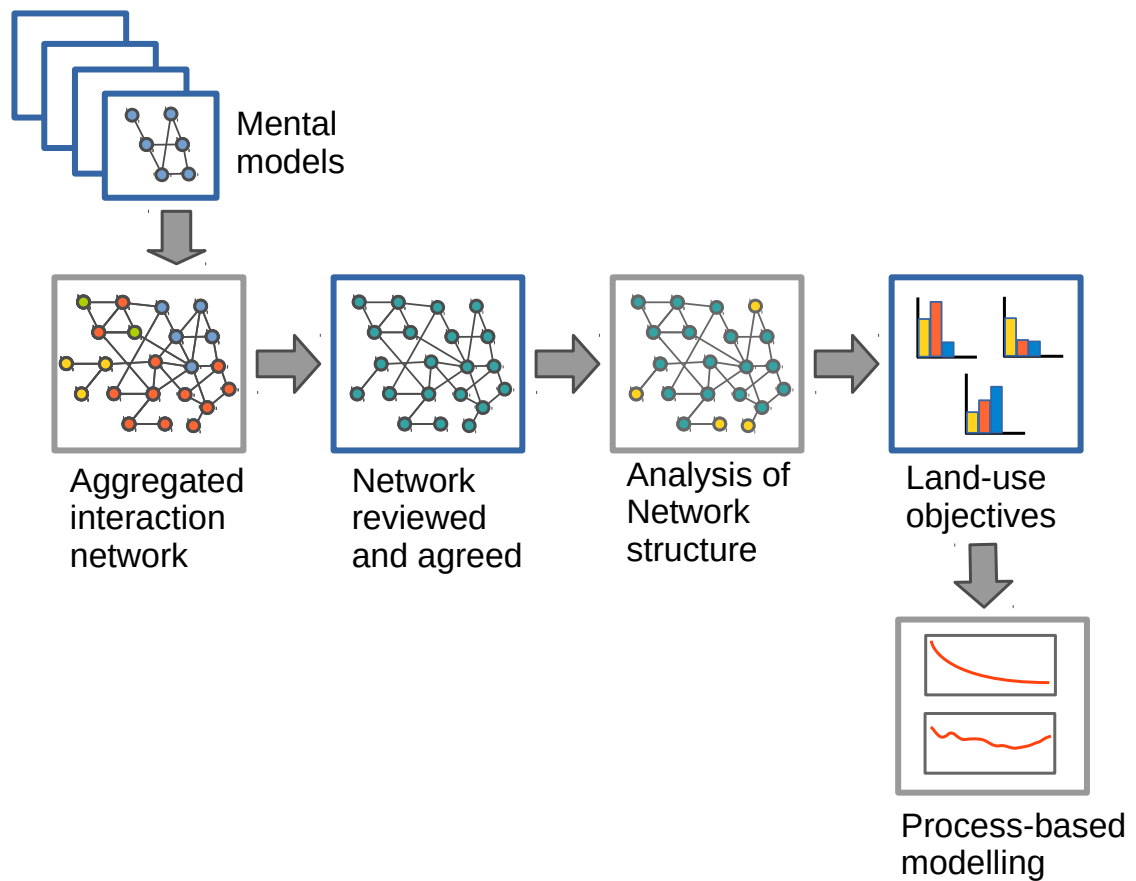 Mental
models
Aggregated
interaction
network
Network
reviewed
and agreed
Analysis of
Network
structure
Land-use
objectives
Process-based
modelling